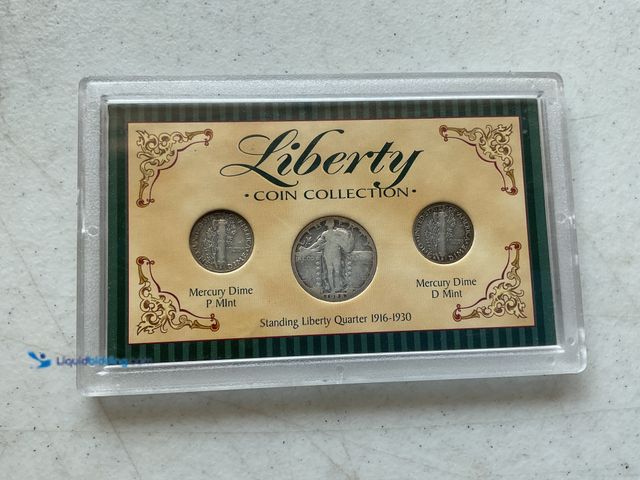 Liberty
• COIN COLLECTION •
Mercury Dime
P MInt
Mercury Dime
D Mint
Standing Liberty Quarter 1916-1930
Liquidbidding.com